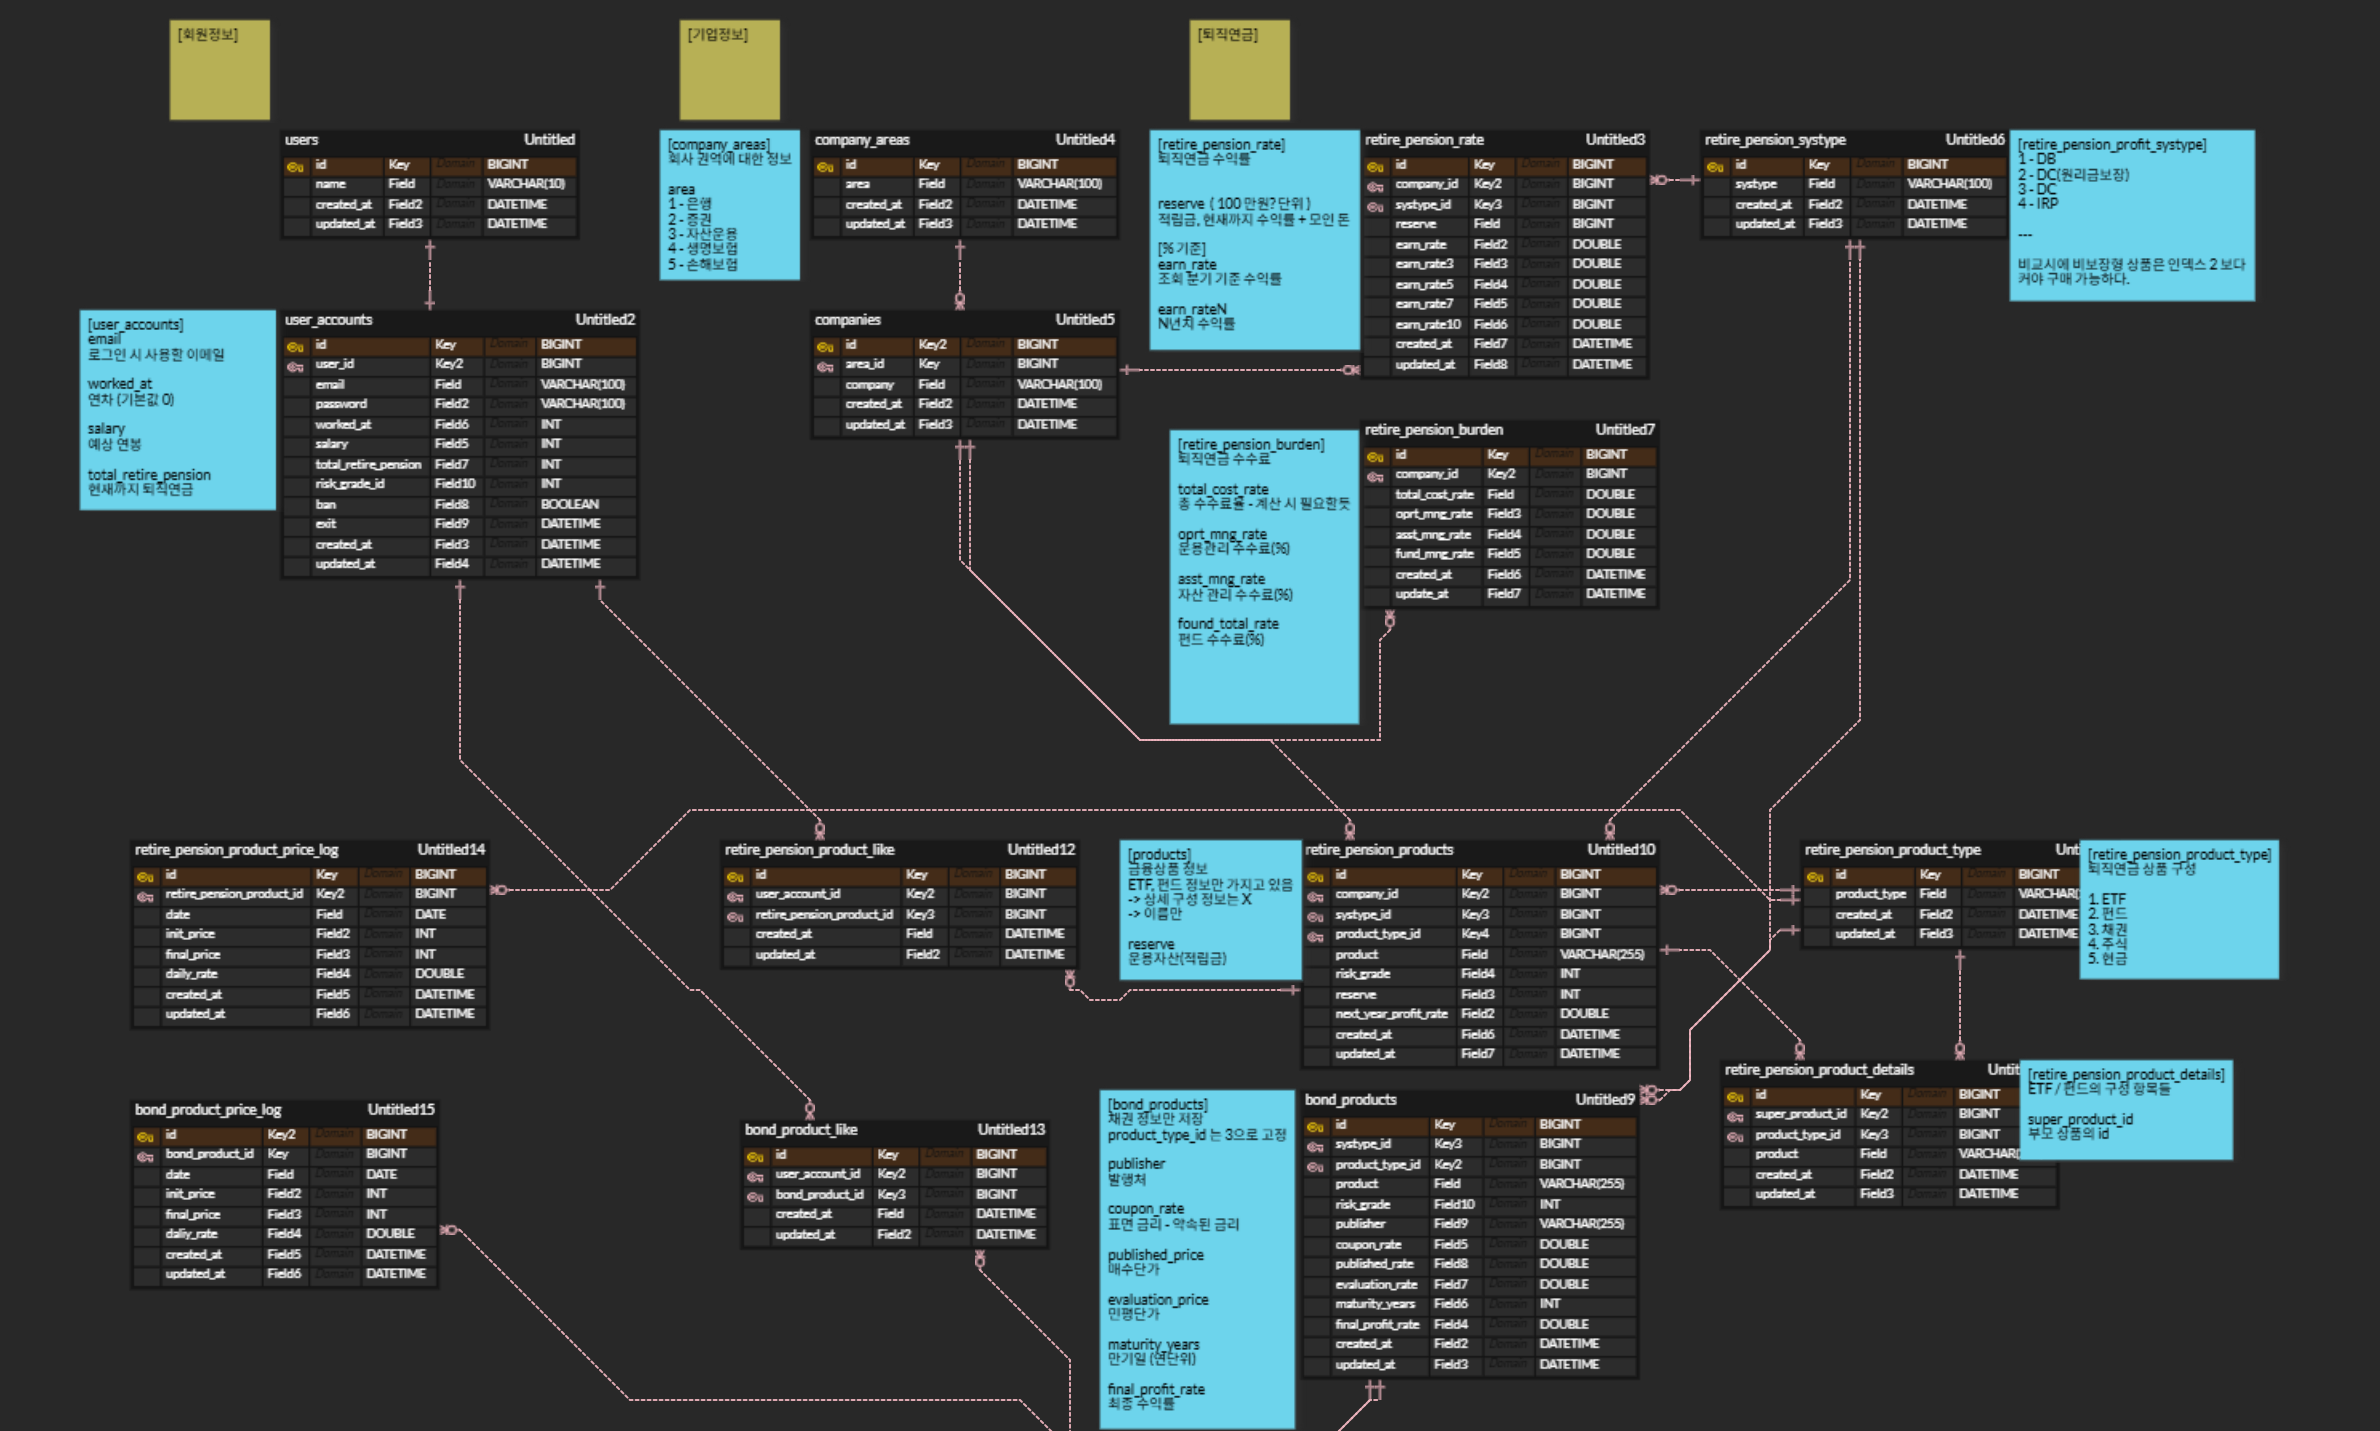 [회원정보]
[기업정보]
[퇴직연금]
users Untitled
id Key Domain BIGINT
name Field Domain VARCHAR(10)
created_at Field2 Domain DATETIME
updated_at Field3 Domain DATETIME
[company_areas]
회사 권역에 대한 정보
area
1 - 은행
2 - 증권
3 - 자산운용
4 - 생명보험
5 - 손해보험
company_areas Untitled4
id Key Domain BIGINT
area Field Domain VARCHAR(100)
created_at Field2 Domain DATETIME
updated_at Field3 Domain DATETIME
[retire_pension_rate]
퇴직연금 수익률
reserve ( 100 만원? 단위 )
적립금, 현재까지 수익률 + 모인 돈
[% 기준]
earn_rate
조회 분기 기준 수익률
earn_rateN
N년치 수익률
retire_pension_rate Untitled3
id Key Domain BIGINT
company_id Key2 Domain BIGINT
systype_id Key3 Domain BIGINT
reserve Field Domain BIGINT
earn_rate Field2 Domain DOUBLE
earn_rate3 Field3 Domain DOUBLE
earn_rate5 Field4 Domain DOUBLE
earn_rate7 Field5 Domain DOUBLE
earn_rate10 Field6 Domain DOUBLE
created_at Field7 Domain DATETIME
updated_at Field8 Domain DATETIME
retire_pension_systype Untitled6
id Key Domain BIGINT
systype Field Domain VARCHAR(100)
created_at Field2 Domain DATETIME
updated_at Field3 Domain DATETIME
[retire_pension_profit_systype]
1 - DB
2 - DC(원리금보장)
3 - DC
4 - IRP
---
비교시에 비보장형 상품은 인덱스 2 보다
커야 구매 가능하다.
[user_accounts]
email
로그인 시 사용할 이메일
worked_at
연차 (기본값 0)
salary
예상 연봉
total_retire_pension
현재까지 퇴직연금
user_accounts Untitled2
id Key Domain BIGINT
user_id Key2 Domain BIGINT
email Field Domain VARCHAR(100)
password Field2 Domain VARCHAR(100)
worked_at Field6 Domain INT
salary Field5 Domain INT
total_retire_pension Field7 Domain INT
risk_grade_id Field10 Domain INT
ban Field8 Domain BOOLEAN
exit Field9 Domain DATETIME
created_at Field3 Domain DATETIME
updated_at Field4 Domain DATETIME
companies Untitled5
id Key2 Domain BIGINT
area_id Key Domain BIGINT
company Field Domain VARCHAR(100)
created_at Field2 Domain DATETIME
updated_at Field3 Domain DATETIME
[retire_pension_burden]
퇴직연금 수수료
total_cost_rate
총 수수료율 - 계산 시 필요할듯
oprt_mng_rate
운용관리 수수료(%)
asst_mng_rate
자산 관리 수수료(%)
found_total_rate
펀드 수수료(%)
retire_pension_burden Untitled7
id Key Domain BIGINT
company_id Key2 Domain BIGINT
total_cost_rate Field Domain DOUBLE
oprt_mng_rate Field3 Domain DOUBLE
asst_mng_rate Field4 Domain DOUBLE
fund_mng_rate Field5 Domain DOUBLE
created_at Field6 Domain DATETIME
update_at Field7 Domain DATETIME
retire_pension_product_price_log Untitled14
id Key Domain BIGINT
retire_pension_product_id Key2 Domain BIGINT
date Field Domain DATE
init_price Field2 Domain INT
final_price Field3 Domain INT
daily_rate Field4 Domain DOUBLE
created_at Field5 Domain DATETIME
updated_at Field6 Domain DATETIME
retire_pension_product_like Untitled12
id Key Domain BIGINT
user_account_id Key2 Domain BIGINT
retire_pension_product_id Key3 Domain BIGINT
created_at Field Domain DATETIME
updated_at Field2 Domain DATETIME
[products]
금융상품 정보
ETF, 펀드 정보만 가지고 있음
-> 상세 구성 정보는 X
-> 이름만
reserve
운용자산(적립금)
retire_pension_products Untitled10
id Key Domain BIGINT
company_id Key2 Domain BIGINT
systype_id Key3 Domain BIGINT
product_type_id Key4 Domain BIGINT
product Field Domain VARCHAR(255)
risk_grade Field4 Domain INT
reserve Field3 Domain INT
next_year_profit_rate Field2 Domain DOUBLE
created_at Field6 Domain DATETIME
updated_at Field7 Domain DATETIME
retire_pension_product_type Unt
id Key Domain BIGINT
product_type Field Domain VARCHAR(
created_at Field2 Domain DATETIME
updated_at Field3 Domain DATETIME
[retire_pension_product_type]
퇴직연금 상품 구성
1. ETF
2. 펀드
3. 채권
4. 주식
5. 현금
retire_pension_product_details Untit
id Key Domain BIGINT
super_product_id Key2 Domain BIGINT
product_type_id Key3 Domain BIGINT
product Field Domain VARCHAR(
created_at Field2 Domain DATETIME
updated_at Field3 Domain DATETIME
[retire_pension_product_details]
ETF / 펀드의 구성 항목들
super_product_id
부모 상품의 id
bond_product_price_log Untitled15
id Key2 Domain BIGINT
bond_product_id Key Domain BIGINT
date Field Domain DATE
init_price Field2 Domain INT
final_price Field3 Domain INT
daliy_rate Field4 Domain DOUBLE
created_at Field5 Domain DATETIME
updated_at Field6 Domain DATETIME
bond_product_like Untitled13
id Key Domain BIGINT
user_account_id Key2 Domain BIGINT
bond_product_id Key3 Domain BIGINT
created_at Field Domain DATETIME
updated_at Field2 Domain DATETIME
[bond_products]
채권 정보만 저장
product_type_id 는 3으로 고정
publisher
발행처
coupon_rate
표면 금리 - 약속된 금리
published_price
매수단가
evaluation_price
민평단가
maturity_years
만기일 (연단위)
final_profit_rate
최종 수익률
bond_products Untitled9
id Key Domain BIGINT
systype_id Key3 Domain BIGINT
product_type_id Key2 Domain BIGINT
product Field Domain VARCHAR(255)
risk_grade Field10 Domain INT
publisher Field9 Domain VARCHAR(255)
coupon_rate Field5 Domain DOUBLE
published_rate Field8 Domain DOUBLE
evaluation_rate Field7 Domain DOUBLE
maturity_years Field6 Domain INT
final_profit_rate Field4 Domain DOUBLE
created_at Field2 Domain DATETIME
updated_at Field3 Domain DATETIME